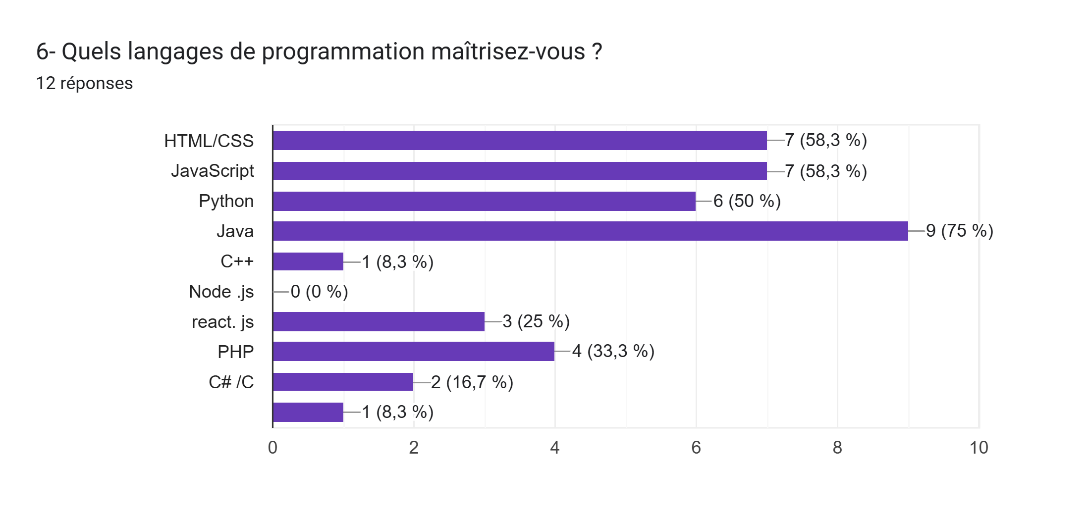 6- Quels langages de programmation maîtrisez-vous ?
12 réponses
HTML/CSS 7 (58,3 %)
JavaScript 7 (58,3 %)
Python 6 (50 %)
Java 9 (75 %)
C++ 1 (8,3 %)
Node .js 0 (0 %)
react. js 3 (25 %)
PHP 4 (33,3 %)
C# /C 2 (16,7 %)
1 (8,3 %)
0 2 4 6 8 10